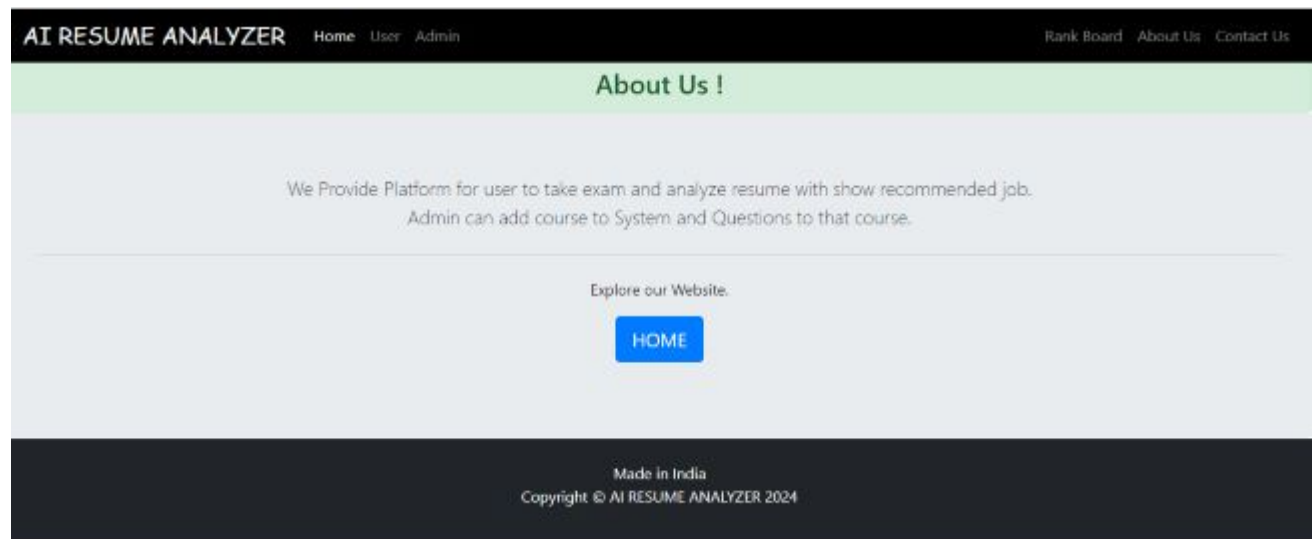 AI RESUME ANALYZER Home User Admin Rank Board About Us Contact Us
About Us !
We Provide Platform for user to take exam and analyze resume with show recommended job.
Admin can add course to System and Questions to that course.
Explore our Website.
HOME
Made in India
Copyright © AI RESUME ANALYZER 2024